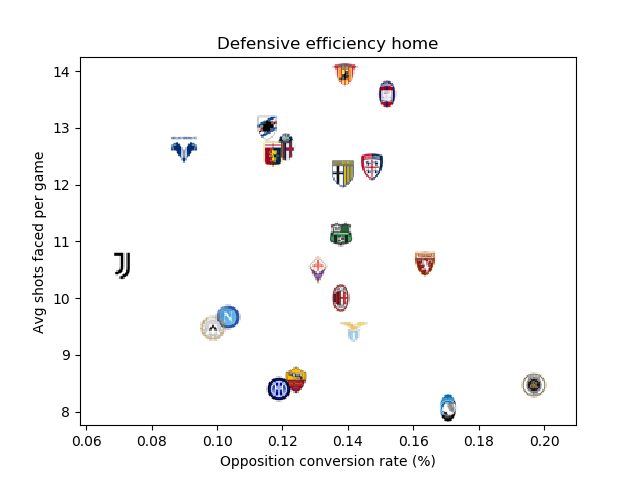 Defensive efficiency home
14
13
12
11
10
9
8
0.06 0.08 0.10 0.12 0.14 0.16 0.18 0.20
Avg shots faced per game
Opposition conversion rate (%)
N